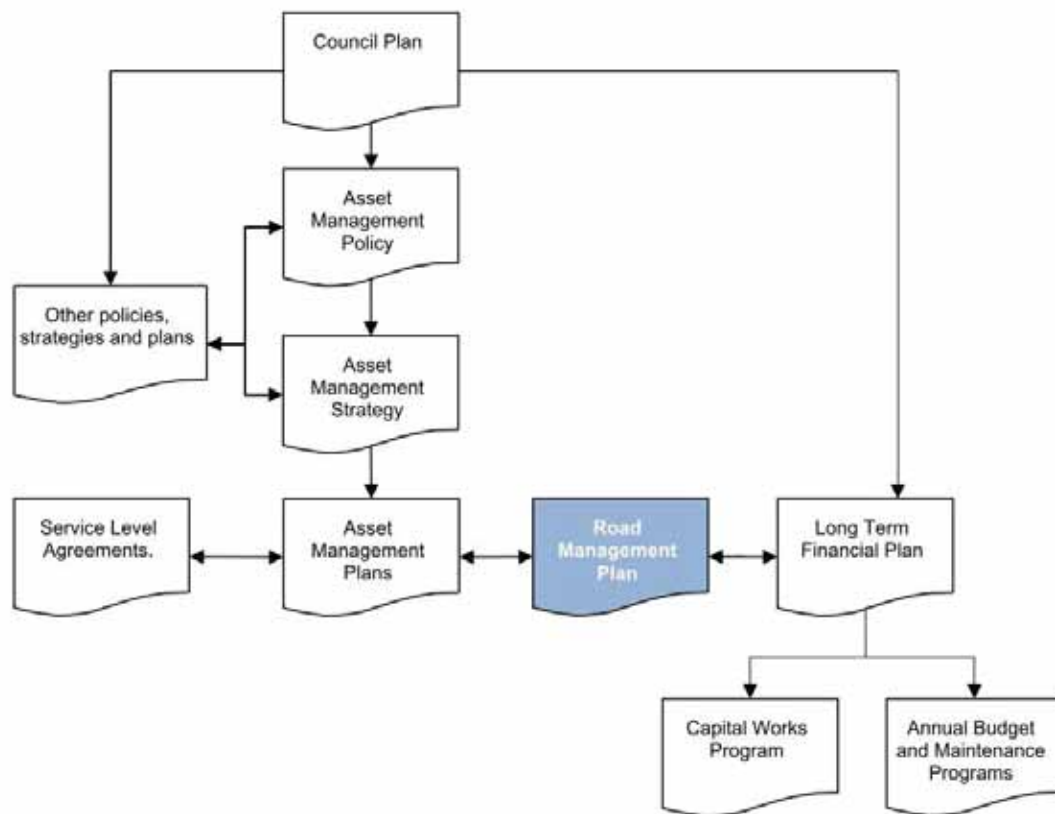 Council Plan
Asset
Management
Policy
Other policies,
strategies and plans
Asset
Management
Strategy
Service Level
Agreements.
Asset
Management
Plans
Road
Management
Plan
Long Term
Financial Plan
Capital Works
Program
Annual Budget
and Maintenance
Programs